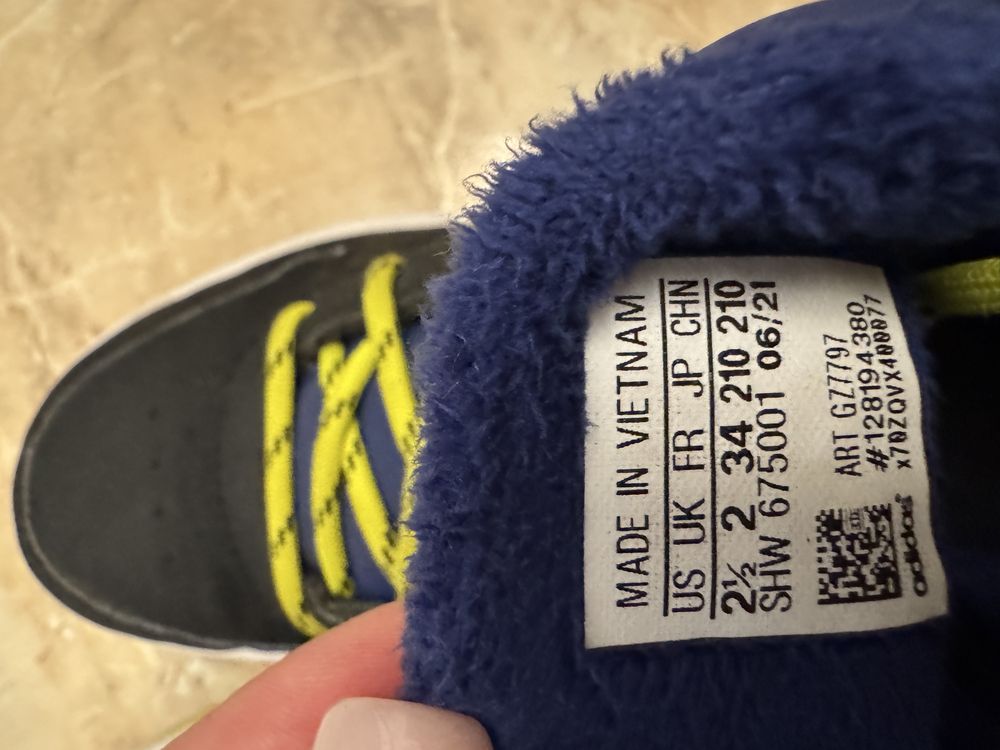 MADE IN VIETNAM
US UK FR JP CHN
2½ 2 34 210 210
SHW 675001 06/21
ART GZ7797
#128194380
x70ZQVX400077
adidas